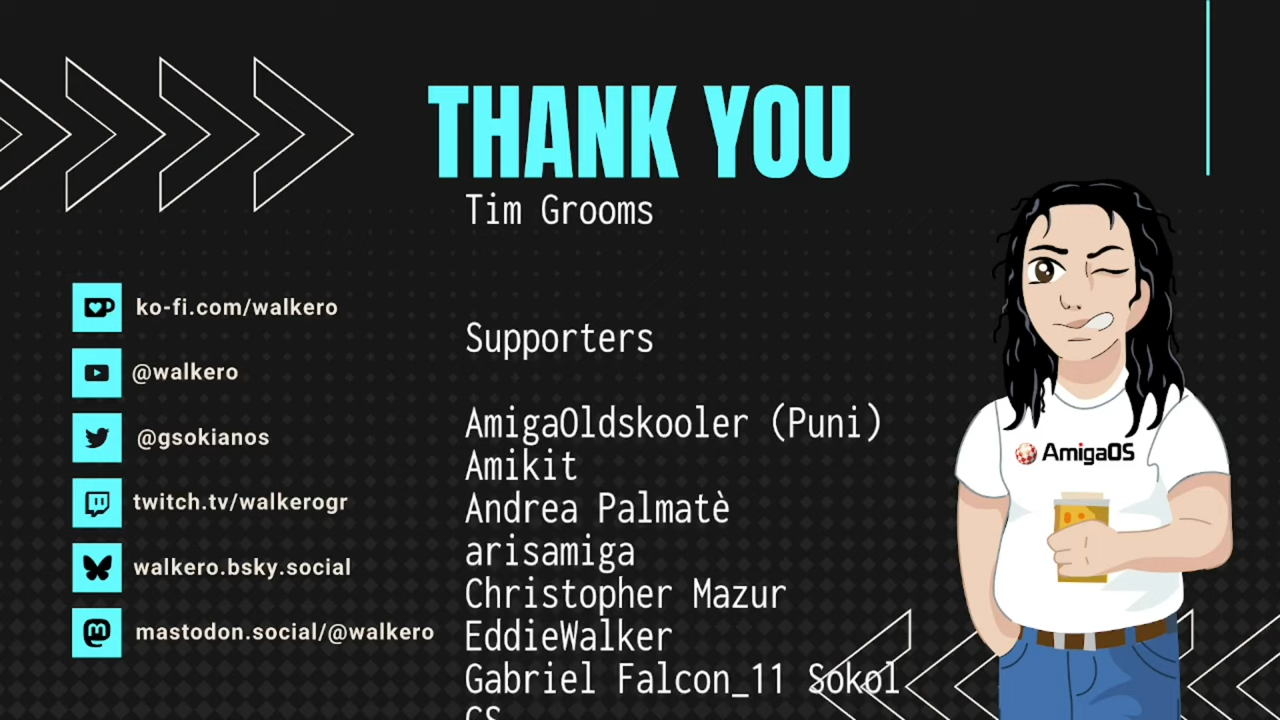 THANK YOU
Tim Grooms
ko-fi.com/walkero
@walkero
@gsokianos
twitch.tv/walkerogr
walkero.bsky.social
mastodon.social/@walkero
Supporters
AmigaOldskooler (Puni)
Amikit
Andrea Palmatè
arisamiga
Christopher Mazur
EddieWalker
Gabriel Falcon_11 Sokol
AmigaOS